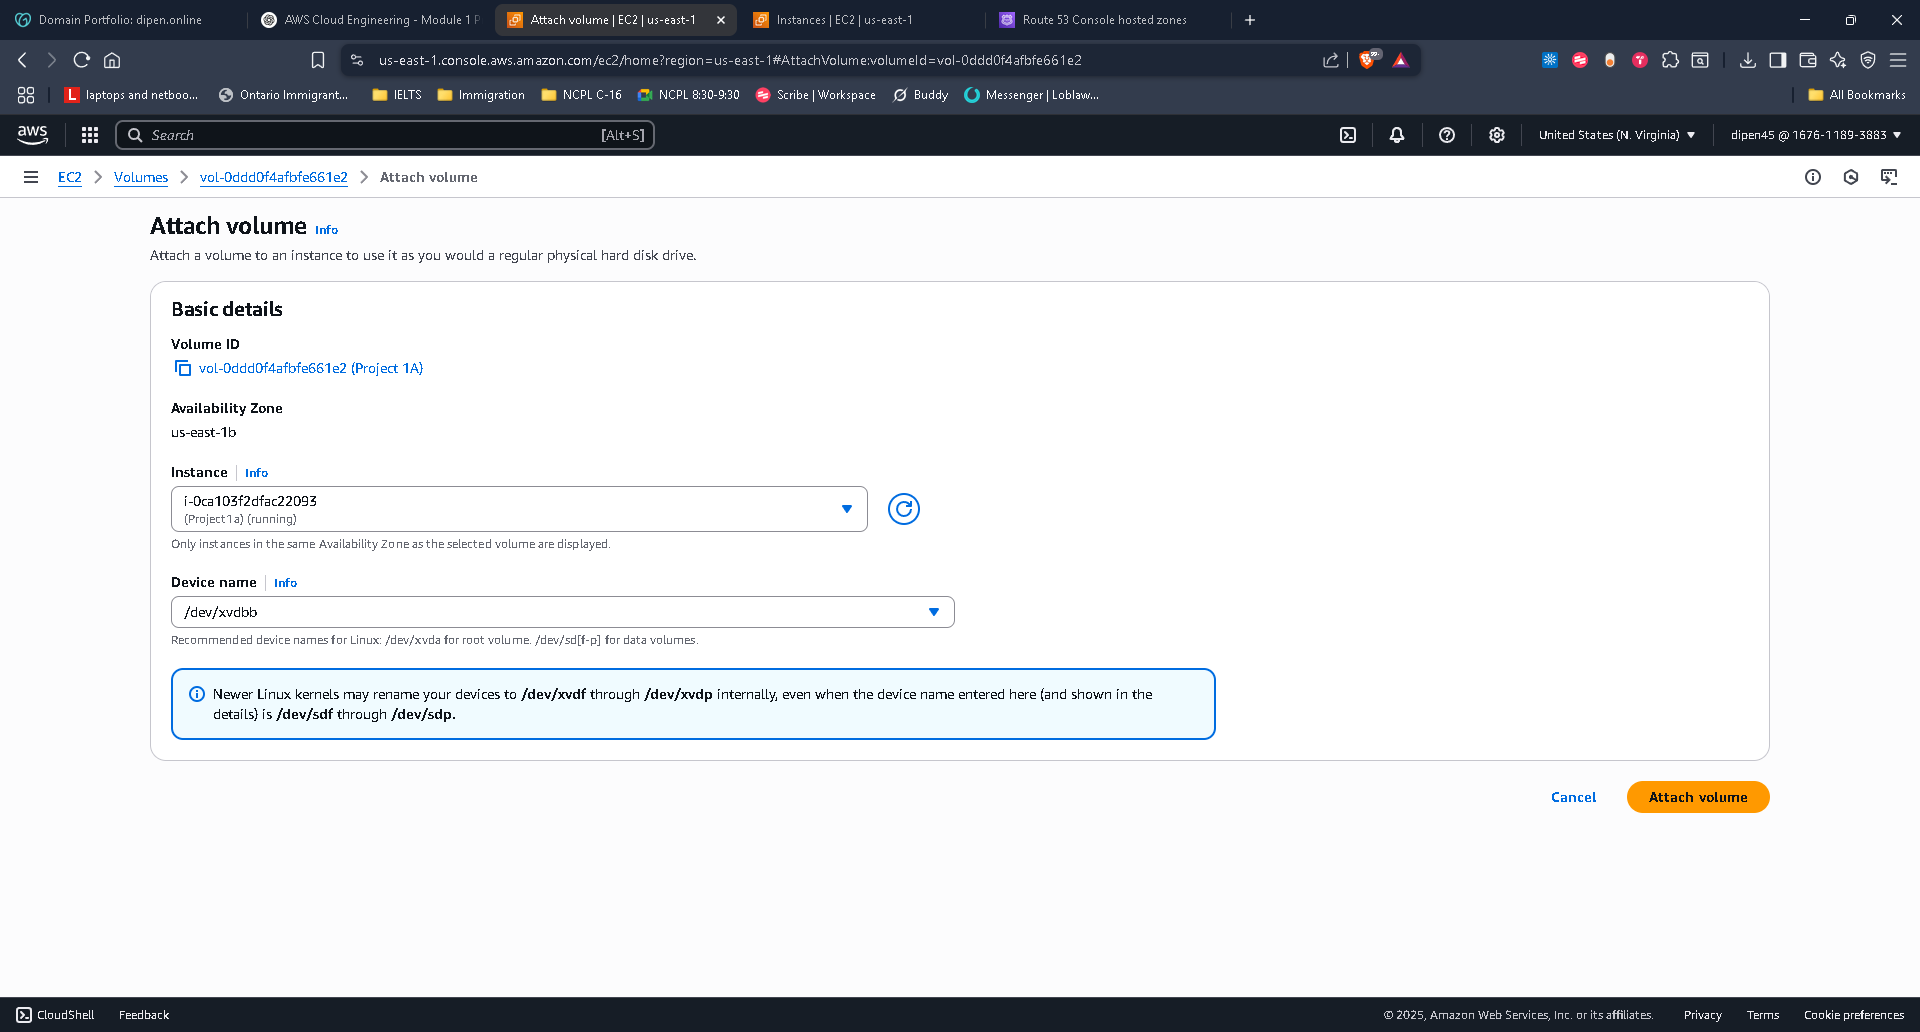 Domain Portfolio: dipen.online
AWS Cloud Engineering - Module 1 P
Attach volume | EC2 | us-east-1
Instances | EC2 | us-east-1
Route 53 Console hosted zones
us-east-1.console.aws.amazon.com/ec2/home?region=us-east-1#AttachVolume:volumeId=vol-0ddd0f4afbfe661e2
laptops and netboo...
Ontario Immigrant...
IELTS
Immigration
NCPL C-16
NCPL 8:30-9:30
Scribe | Workspace
Buddy
Messenger | Loblaw...
All Bookmarks
aws
Search
[Alt+S]
United States (N. Virginia)
dipen45 @ 1676-1189-3883
EC2
Volumes
vol-0ddd0f4afbfe661e2
Attach volume
Attach volume Info
Attach a volume to an instance to use it as you would a regular physical hard disk drive.
Basic details
Volume ID
vol-0ddd0f4afbfe661e2 (Project 1A)
Availability Zone
us-east-1b
Instance Info
i-0ca103f2dfac22093
(Project1a) (running)
Only instances in the same Availability Zone as the selected volume are displayed.
Device name Info
/dev/xvdbb
Recommended device names for Linux: /dev/xvda for root volume. /dev/sd[f-p] for data volumes.
Newer Linux kernels may rename your devices to /dev/xvdf through /dev/xvdp internally, even when the device name entered here (and shown in the
details) is /dev/sdf through /dev/sdp.
Cancel
Attach volume
CloudShell
Feedback
© 2025, Amazon Web Services, Inc. or its affiliates.
Privacy
Terms
Cookie preferences